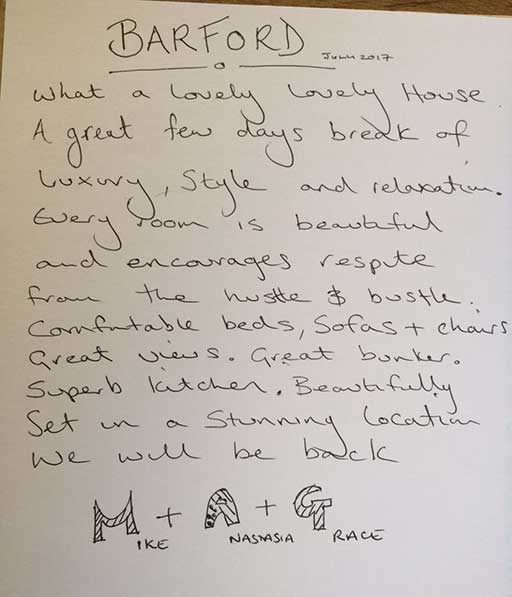 BARFORD July 2017
What a lovely lovely House.
A great few days break of
luxury, Style and relaxation.
Every room is beautiful
and encourages respite
from the hustle & bustle.
Comfortable beds, Sofas + chairs
Great views. Great bunker.
Superb kitchen. Beautifully
Set in a Stunning location
We will be back
MIKE + ANASTASIA + GRACE